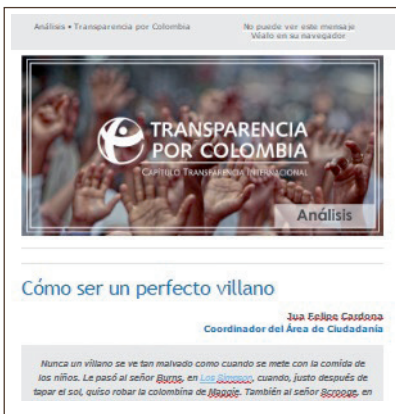 Análisis • Transparencia por Colombia
No puede ver este mensaje
Véalo en su navegador
TRANSPARENCIA
POR COLOMBIA
CAPÍTULO TRANSPARENCIA INTERNACIONAL
Análisis
Cómo ser un perfecto villano
Jua Felipe Cardona
Coordinador del Área de Ciudadanía
Nunca un villano se ve tan malvado como cuando se mete con la comida de
los niños. Le pasó al señor Burns, en Los Simpson, cuando, justo después de
tapar el sol, quiso robar la colombina de Maggie. También al señor Scrooge, en